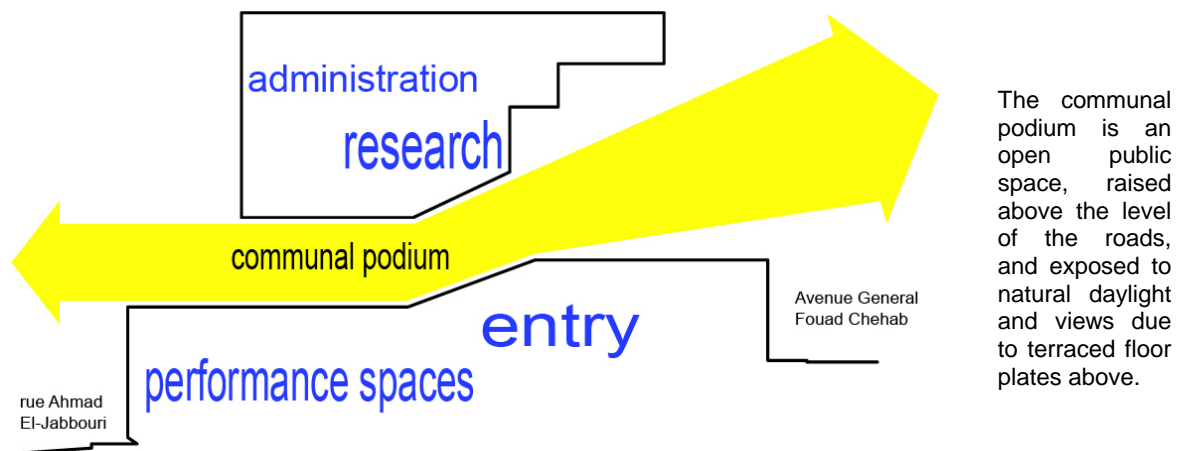 administration
research
communal podium
entry
performance spaces
Avenue General
Fouad Chehab
rue Ahmad
El-Jabbouri
The communal
podium is an
open public
space, raised
above the level
of the roads,
and exposed to
natural daylight
and views due
to terraced floor
plates above.